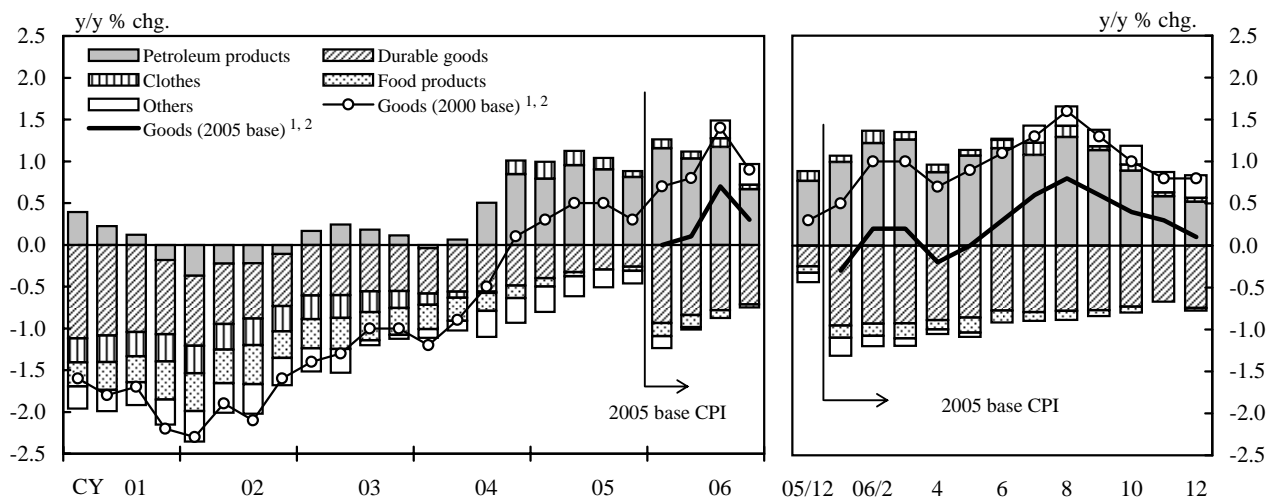 y/y % chg.
y/y % chg.
2.5
2.0
1.5
1.0
0.5
0.0
-0.5
-1.0
-1.5
-2.0
-2.5
Petroleum products
Durable goods
Clothes
Food products
Others
Goods (2000 base) 1, 2
Goods (2005 base) 1, 2
2005 base CPI
CY 01 02 03 04 05 06
2005 base CPI
05/12 06/2 4 6 8 10 12
2.5
2.0
1.5
1.0
0.5
0.0
-0.5
-1.0
-1.5
-2.0
-2.5